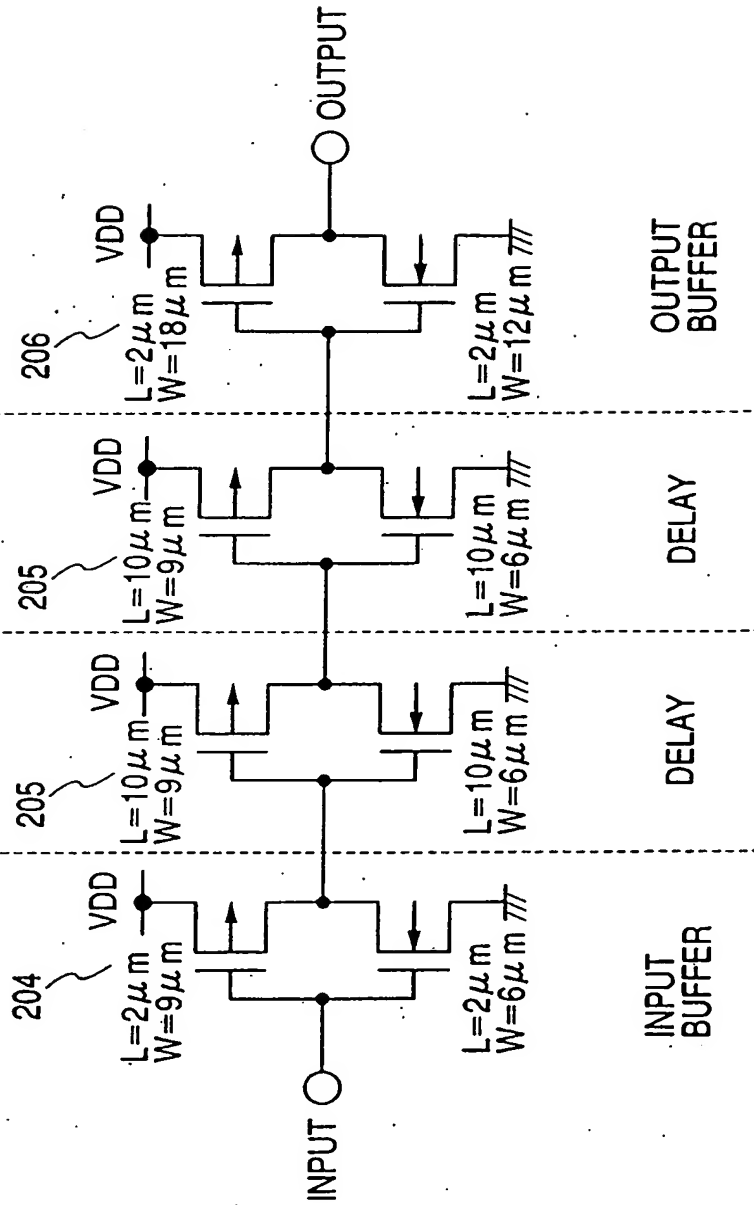 204
L=2μm
W=9μm
VDD
INPUT
L=2μm
W=6μm
INPUT
BUFFER
205
L=10μm
W=9μm
VDD
L=10μm
W=6μm
DELAY
205
L=10μm
W=9μm
VDD
L=10μm
W=6μm
DELAY
206
L=2μm
W=18μm
VDD
OUTPUT
L=2μm
W=12μm
OUTPUT
BUFFER